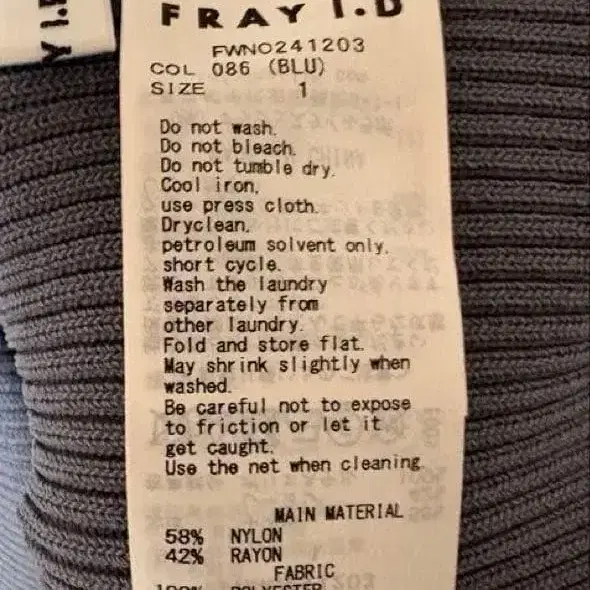 Y I.
FRAY I.D
FWNO241203
COL 086 (BLU)
SIZE 1
Do not wash.
Do not bleach.
Do not tumble dry.
Cool iron,
use press cloth.
Dryclean,
petroleum solvent only,
short cycle.
Wash the laundry
separately from
other laundry.
Fold and store flat.
May shrink slightly when
washed.
Be careful not to expose
to friction or let it
get caught.
Use the net when cleaning.
MAIN MATERIAL
58% NYLON
42% RAYON
FABRIC
100% POLYESTER